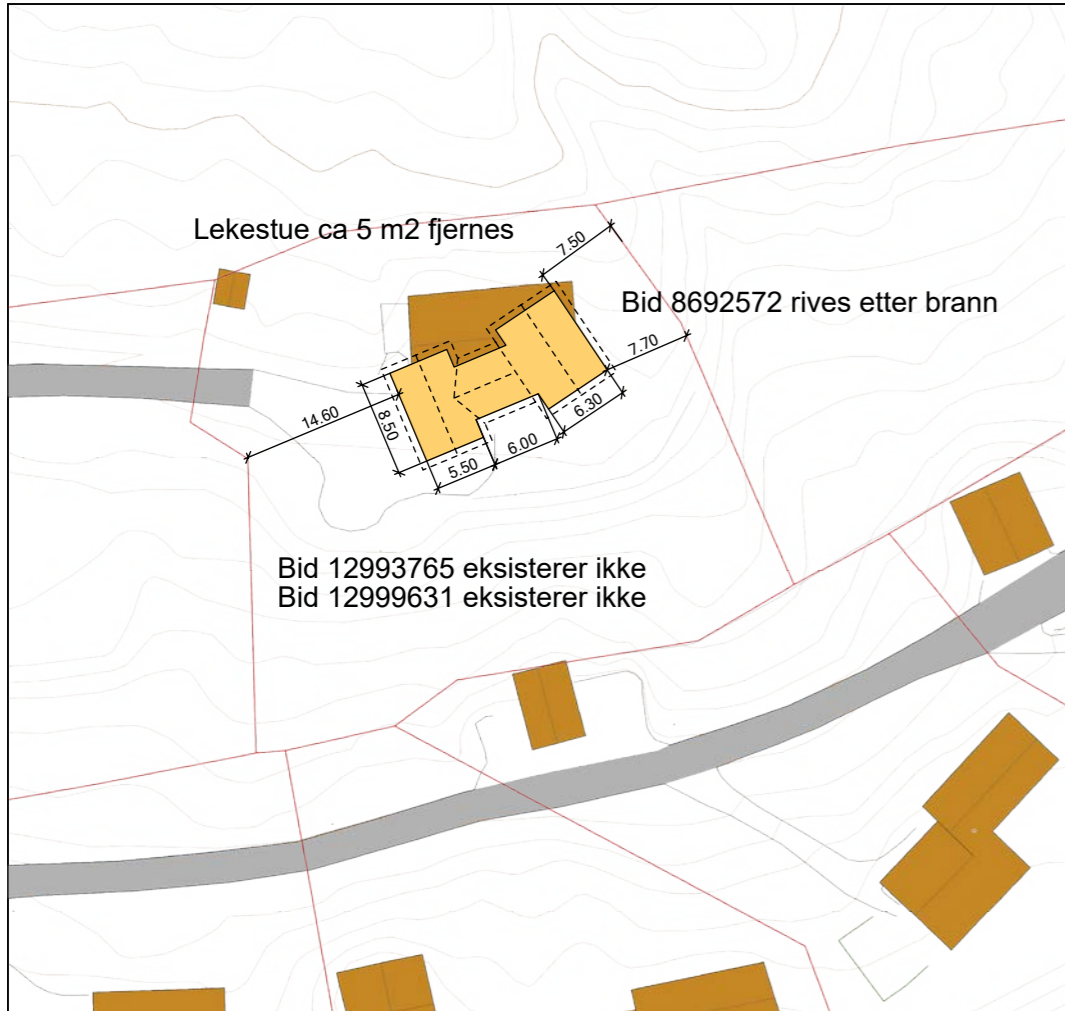 Lekestue ca 5 m2 fjernes
7.50
Bid 8692572 rives etter brann
7.70
14.60
8.50
6.30
6.00
5.50
Bid 12993765 eksisterer ikke
Bid 12999631 eksisterer ikke